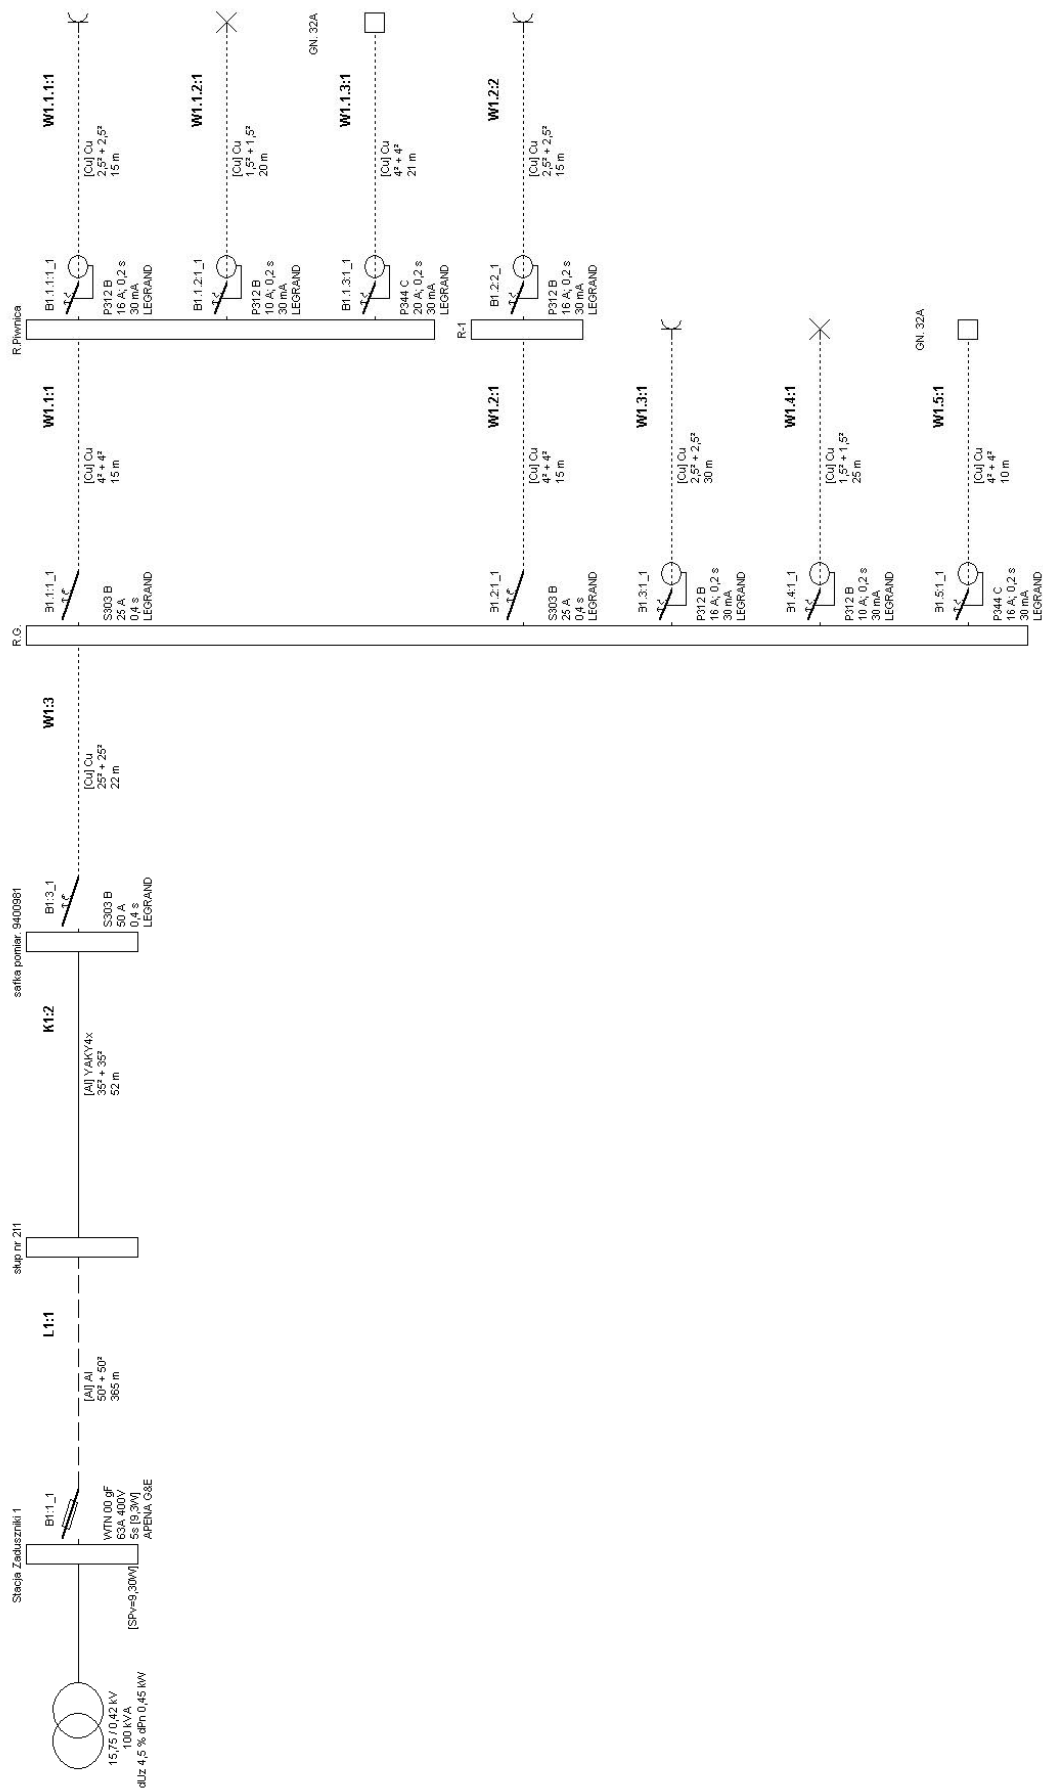 15,75 / 0,42 kV
100 kVA
dUz 4,5 % dPn 0,45 kW
Stacja Zaduszniki 1
[SPv=9,30W]
B1:1_1
WTN 00 gF
63A 400V
5s [9,3W]
APENA G&E
L1:1
[Al] Al
50² + 50²
365 m
słup nr 211
K1:2
[Al] YAKY4x
35² + 35²
52 m
safka pomiar. 9400981
B1:3_1
S303 B
50 A
0,4 s
LEGRAND
W1:3
[Cu] Cu
25² + 25²
22 m
R.G.
B1.1:1_1
S303 B
25 A
0,4 s
LEGRAND
W1.1:1
[Cu] Cu
4² + 4²
15 m
R.Piwnica
B1.1.1:1_1
P312 B
16 A; 0,2 s
30 mA
LEGRAND
W1.1.1:1
[Cu] Cu
2,5² + 2,5²
15 m
B1.1.2:1_1
P312 B
10 A; 0,2 s
30 mA
LEGRAND
W1.1.2:1
[Cu] Cu
1,5² + 1,5²
20 m
B1.1.3:1_1
P344 C
20 A; 0,2 s
30 mA
LEGRAND
W1.1.3:1
[Cu] Cu
4² + 4²
21 m
GN. 32A
B1.2:1_1
S303 B
25 A
0,4 s
LEGRAND
W1.2:1
[Cu] Cu
4² + 4²
15 m
R-1
B1.2:2_1
P312 B
16 A; 0,2 s
30 mA
LEGRAND
W1.2:2
[Cu] Cu
2,5² + 2,5²
15 m
B1.3:1_1
P312 B
16 A; 0,2 s
30 mA
LEGRAND
W1.3:1
[Cu] Cu
2,5² + 2,5²
30 m
B1.4:1_1
P312 B
10 A; 0,2 s
30 mA
LEGRAND
W1.4:1
[Cu] Cu
1,5² + 1,5²
25 m
B1.5:1_1
P344 C
16 A; 0,2 s
30 mA
LEGRAND
W1.5:1
[Cu] Cu
4² + 4²
10 m
GN. 32A